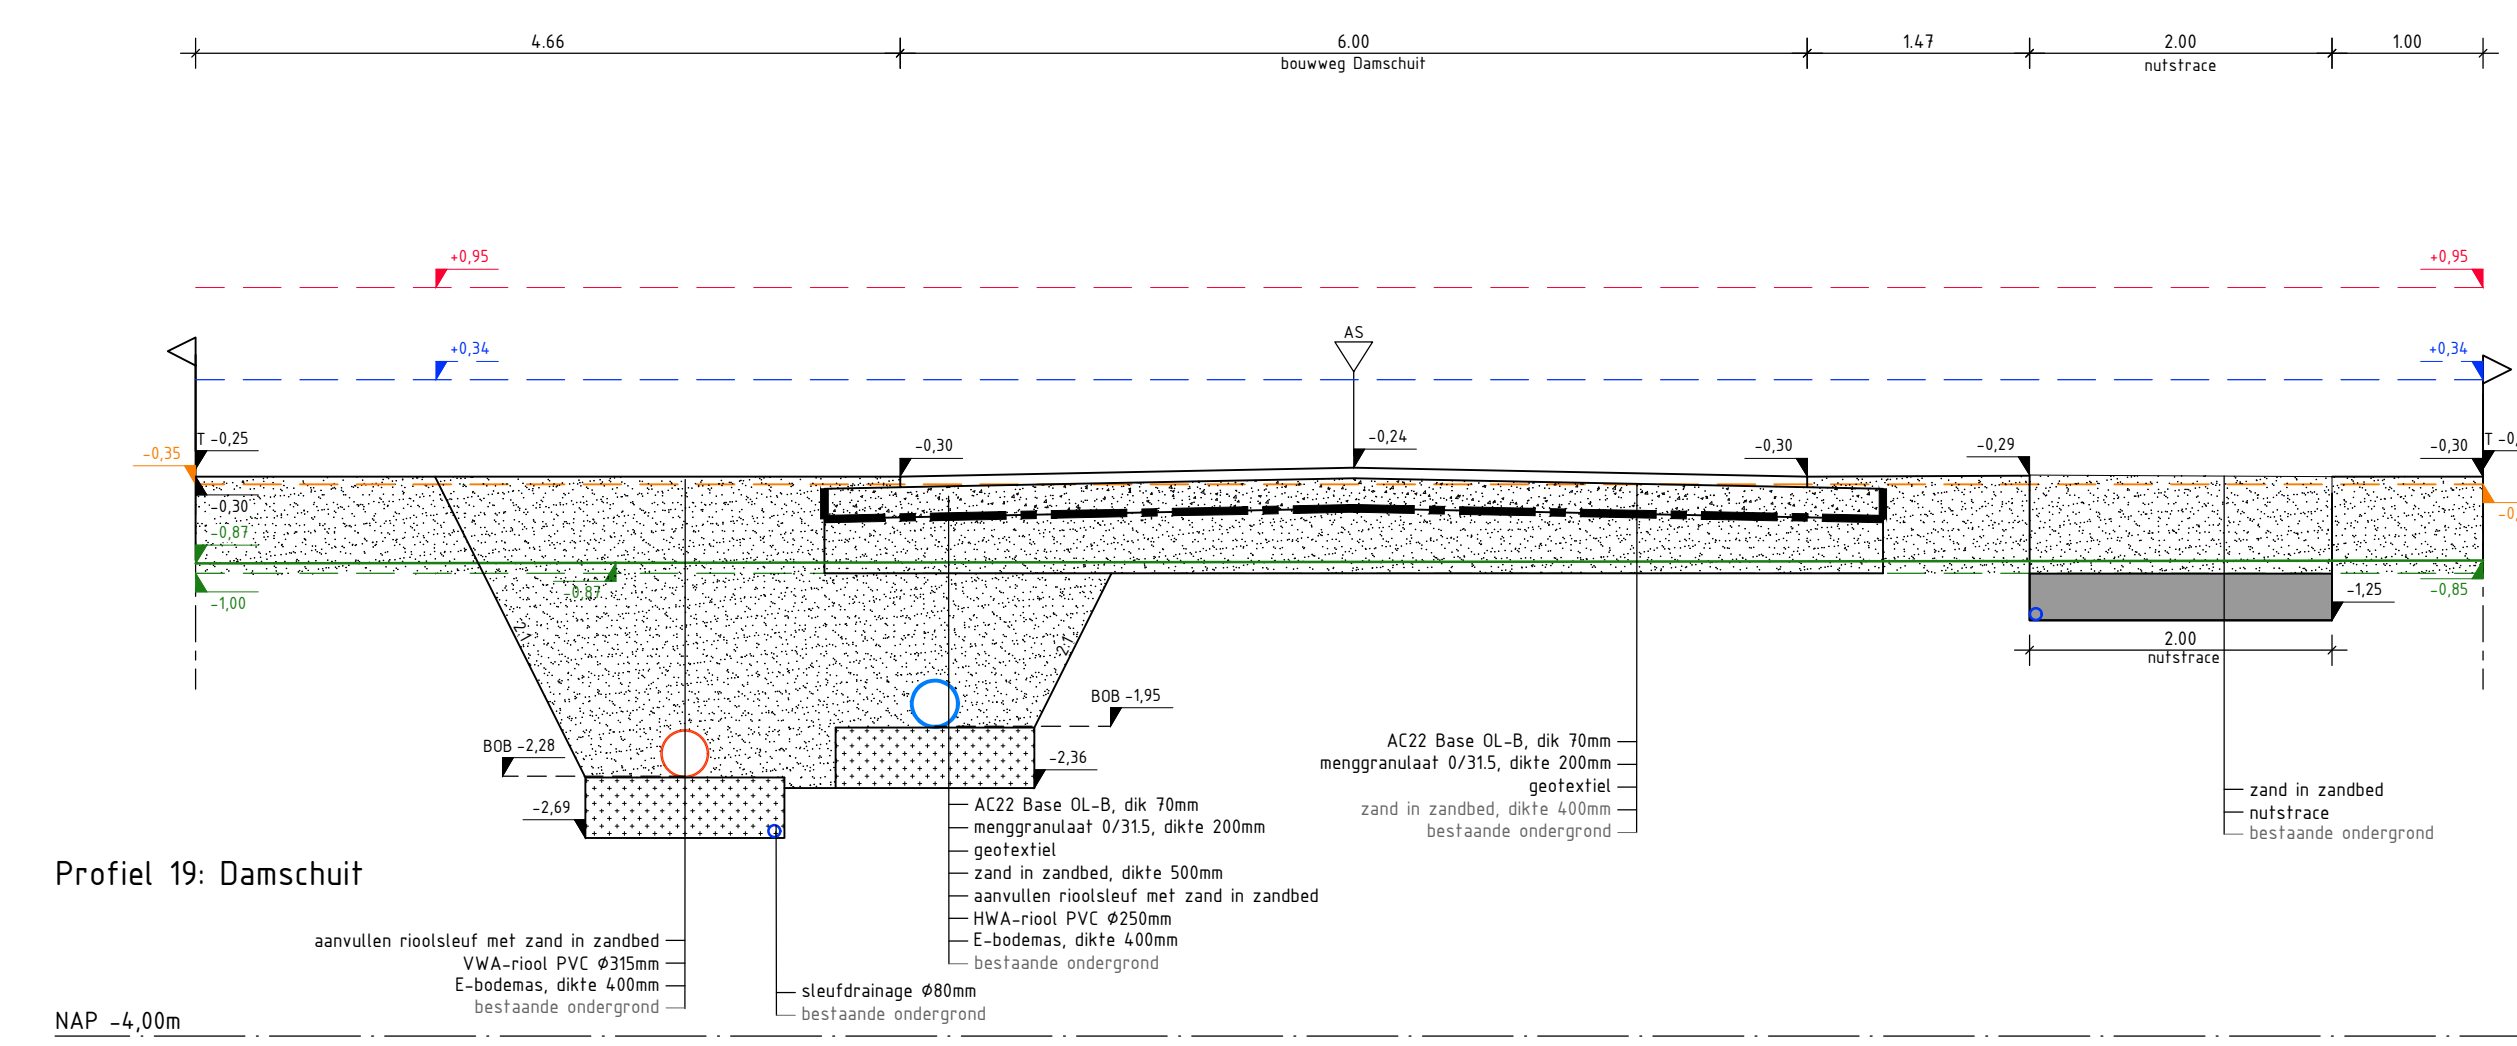 4.66
6.00
1.47
2.00
1.00
bouwweg Damschuit
nutstrace
+0,95
+0,95
AS
+0,34
+0,34
T -0,25
-0,35
-0,30
-0,24
-0,30
-0,29
-0,30
-0,30
-0,87
-0,87
-1,00
-0,85
-1,25
2:1
2:1
2.00
nutstrace
BOB -1,95
BOB -2,28
-2,36
-2,69
AC22 Base OL-B, dik 70mm
menggranulaat 0/31.5, dikte 200mm
geotextiel
zand in zandbed, dikte 400mm
bestaande ondergrond
zand in zandbed
nutstrace
bestaande ondergrond
AC22 Base OL-B, dik 70mm
menggranulaat 0/31.5, dikte 200mm
geotextiel
zand in zandbed, dikte 500mm
aanvullen rioolsleuf met zand in zandbed
HWA-riool PVC Ø250mm
E-bodemas, dikte 400mm
bestaande ondergrond
Profiel 19: Damschuit
aanvullen rioolsleuf met zand in zandbed
VWA-riool PVC Ø315mm
E-bodemas, dikte 400mm
bestaande ondergrond
sleufdrainage Ø80mm
bestaande ondergrond
NAP -4,00m